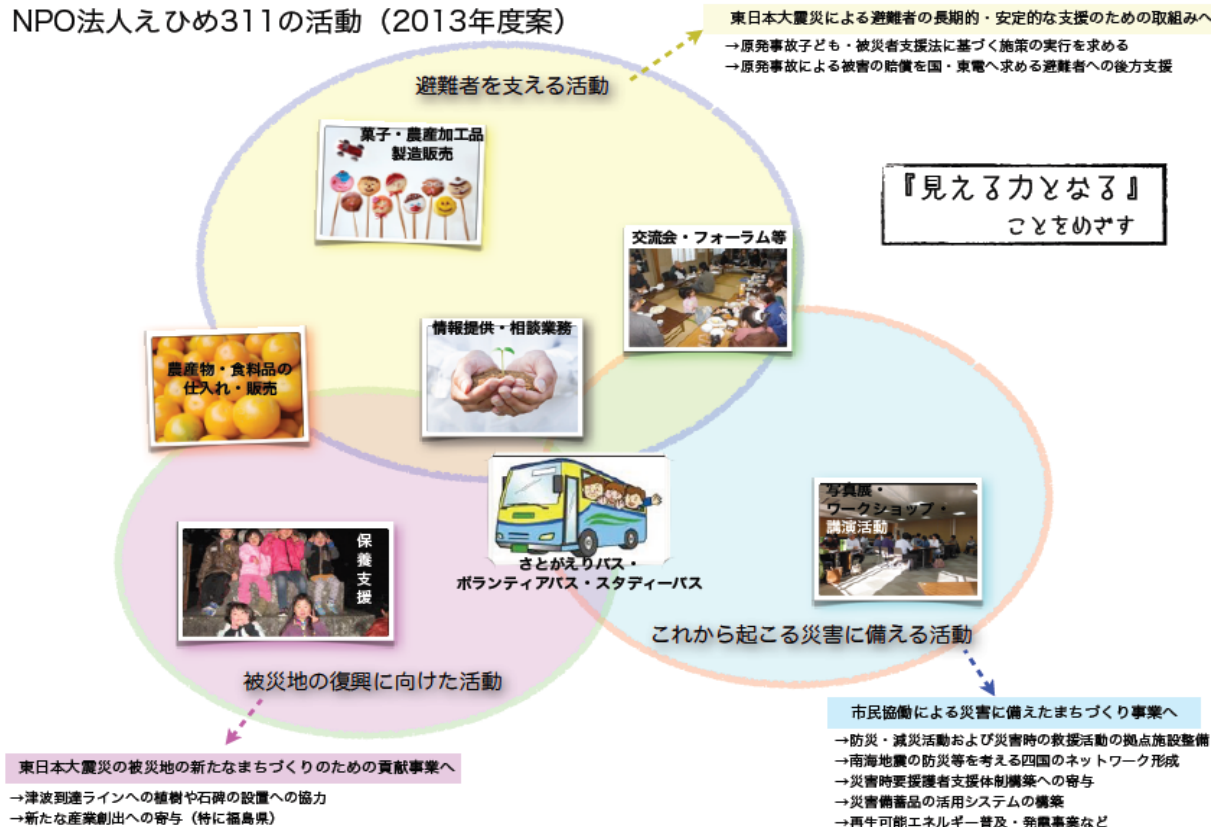 NPO法人えひめ311の活動（2013年度案）
東日本大震災による避難者の長期的・安定的な支援のための取組みへ
→原発事故子ども・被災者支援法に基づく施策の実行を求める
→原発事故による被害の賠償を国・東電へ求める避難者への後方支援
避難者を支える活動
菓子・農産加工品
製造販売
『見える力となる』
ことをめざす
交流会・フォーラム等
情報提供・相談業務
農産物・食料品の
仕入れ・販売
写真展・
ワークショップ・
講演活動
保養支援
さとがえりバス・
ボランティアバス・スタディーバス
これから起こる災害に備える活動
被災地の復興に向けた活動
市民協働による災害に備えたまちづくり事業へ
→防災・減災活動および災害時の救援活動の拠点施設整備
→南海地震の防災等を考える四国のネットワーク形成
→災害時要援護者支援体制構築への寄与
→災害備蓄品の活用システムの構築
→再生可能エネルギー普及・発電事業など
東日本大震災の被災地の新たなまちづくりのための貢献事業へ
→津波到達ラインへの植樹や石碑の設置への協力
→新たな産業創出への寄与（特に福島県）